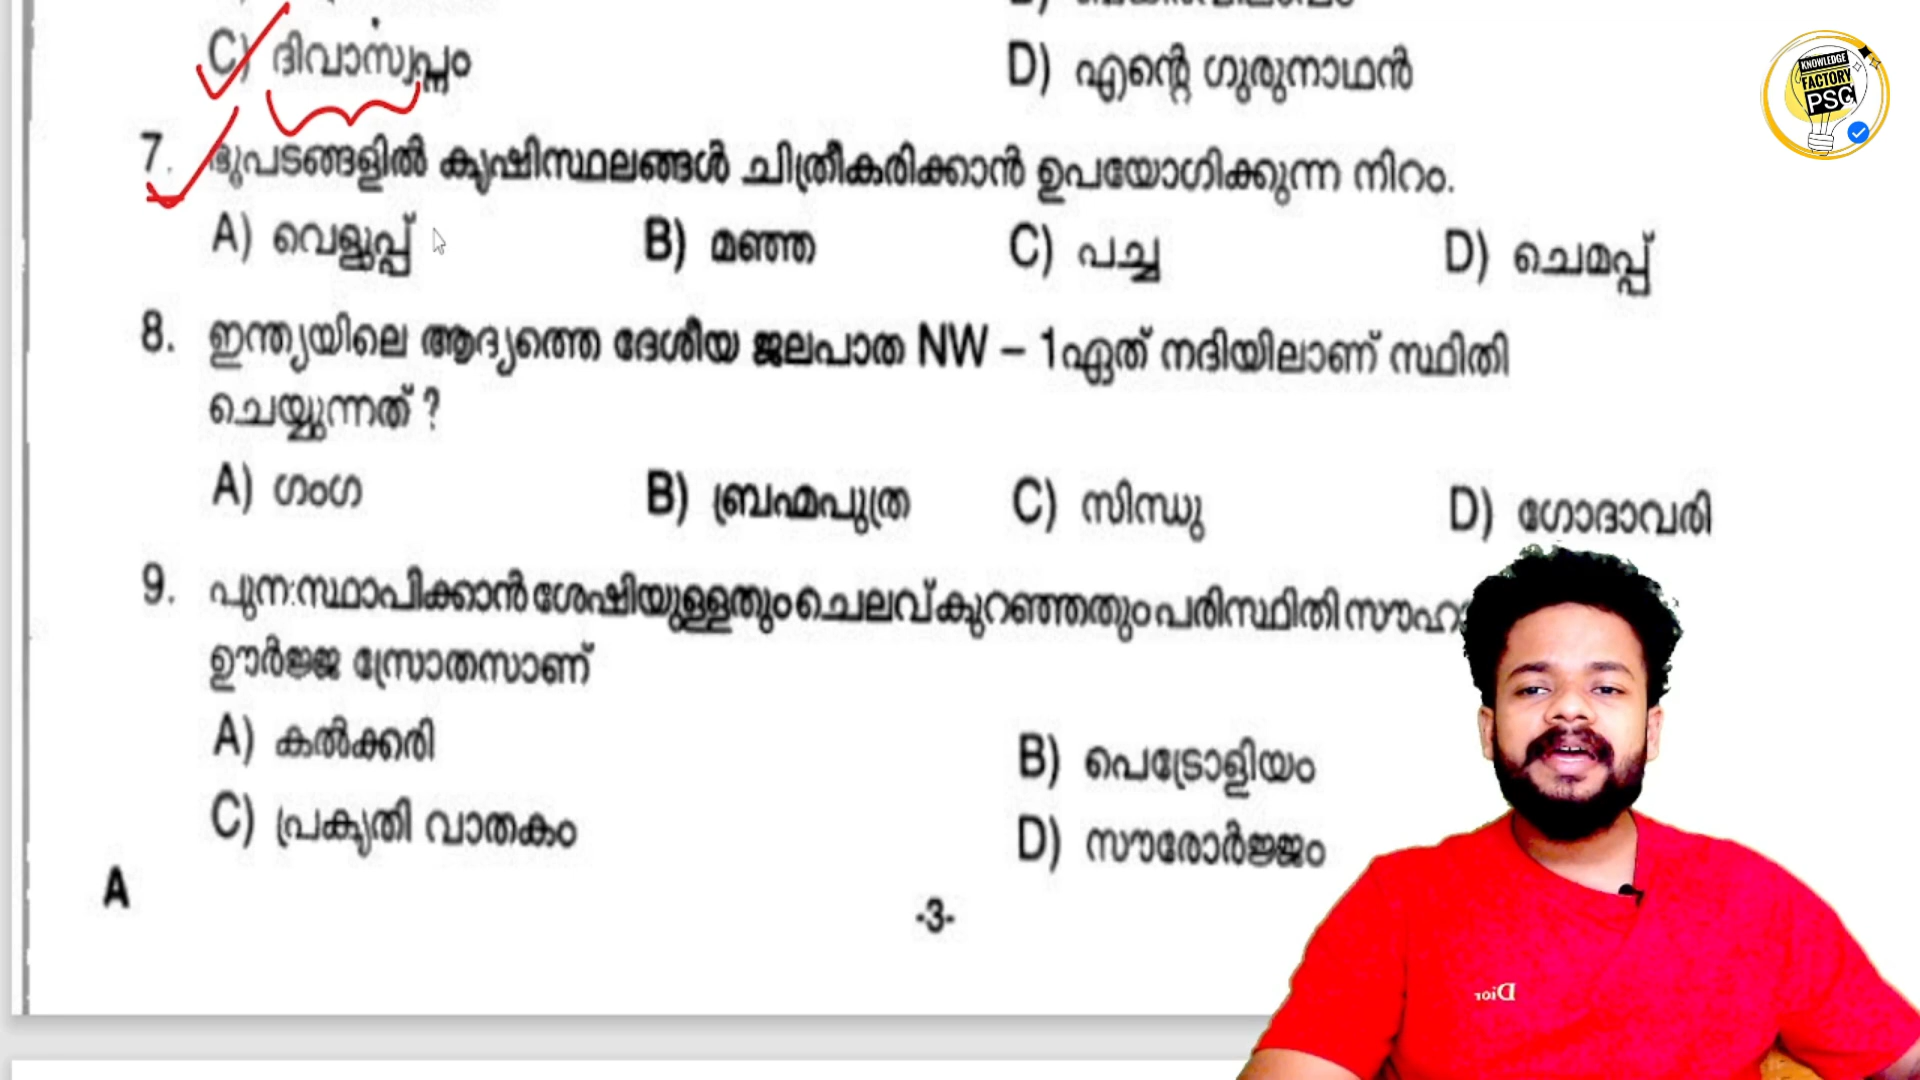 C) ദിവാസ്വപ്നം
D) എന്റെ ഗുരുനാഥൻ
KNOWLEDGE
FACTORY
PSC
7. ഭൂപടങ്ങളിൽ കൃഷിസ്ഥലങ്ങൾ ചിത്രീകരിക്കാൻ ഉപയോഗിക്കുന്ന നിറം.
A) വെളുപ്പ് B) മഞ്ഞ C) പച്ച D) ചെമപ്പ്
8. ഇന്ത്യയിലെ ആദ്യത്തെ ദേശീയ ജലപാത NW – 1ഏത് നദിയിലാണ് സ്ഥിതി
ചെയ്യുന്നത് ?
A) ഗംഗ B) ബ്രഹ്മപുത്ര C) സിന്ധു D) ഗോദാവരി
9. പുന:സ്ഥാപിക്കാൻ ശേഷിയുള്ളതും ചെലവ് കുറഞ്ഞതും പരിസ്ഥിതി
ഊർജ്ജ സ്രോതസാണ്
A) കൽക്കരി B) പെട്രോളിയം
C) പ്രകൃതി വാതകം D) സൗരോർജ്ജം
A
-3-
Dior